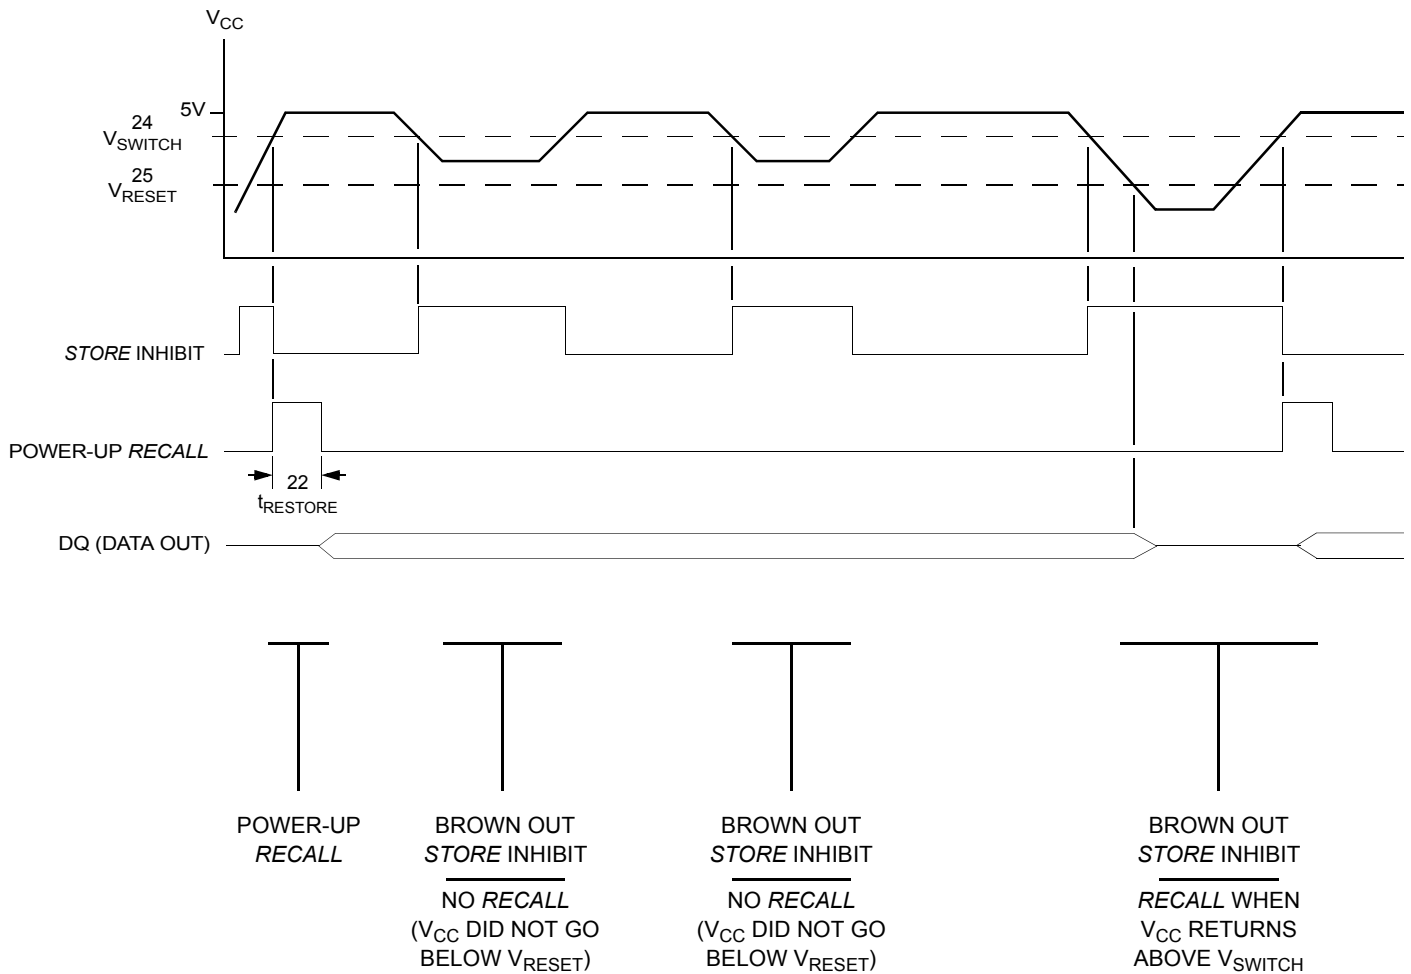 VCC
5V
24
VSWITCH
25
VRESET
STORE INHIBIT
POWER-UP RECALL
22
tRESTORE
DQ (DATA OUT)
POWER-UP
RECALL
BROWN OUT
STORE INHIBIT
NO RECALL
(VCC DID NOT GO
BELOW VRESET)
BROWN OUT
STORE INHIBIT
NO RECALL
(VCC DID NOT GO
BELOW VRESET)
BROWN OUT
STORE INHIBIT
RECALL WHEN
VCC RETURNS
ABOVE VSWITCH